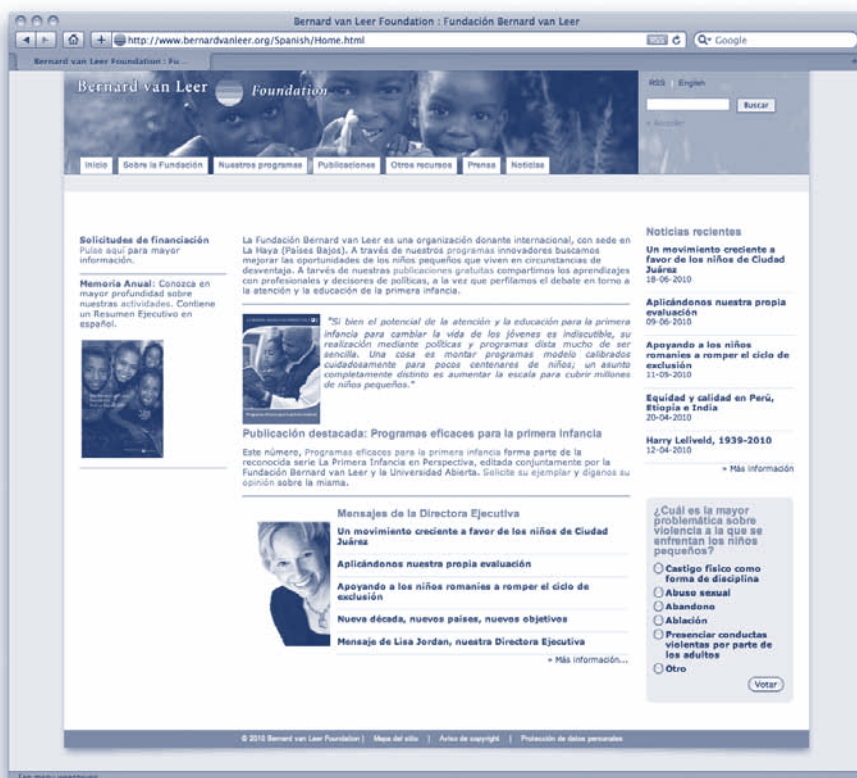 Bernard van Leer Foundation : Fundación Bernard van Leer
http://www.bernardvanleer.org/Spanish/Home.html
RSS
Google
Bernard van Leer Foundation : Fu...
Bernard van Leer Foundation
RSS | English
Buscar
» Acceder
Inicio
Sobre la Fundación
Nuestros programas
Publicaciones
Otros recursos
Prensa
Noticias
Solicitudes de financiación
Pulse aquí para mayor
información.
Memoria Anual: Conozca en
mayor profundidad sobre
nuestras actividades. Contiene
un Resumen Ejecutivo en
español.
La Fundación Bernard van Leer es una organización donante internacional, con sede en
La Haya (Países Bajos). A través de nuestros programas innovadores buscamos
mejorar las oportunidades de los niños pequeños que viven en circunstancias de
desventaja. A tarvés de nuestras publicaciones gratuitas compartimos los aprendizajes
con profesionales y decisores de políticas, a la vez que perfilamos el debate en torno a
la atención y la educación de la primera infancia.
"Si bien el potencial de la atención y la educación para la primera
infancia para cambiar la vida de los jóvenes es indiscutible, su
realización mediante políticas y programas dista mucho de ser
sencilla. Una cosa es montar programas modelo calibrados
cuidadosamente para pocos centenares de niños; un asunto
completamente distinto es aumentar la escala para cubrir millones
de niños pequeños."
Publicación destacada: Programas eficaces para la primera infancia
Este número, Programas eficaces para la primera infancia forma parte de la
reconocida serie La Primera Infancia en Perspectiva, editada conjuntamente por la
Fundación Bernard van Leer y la Universidad Abierta. Solicite su ejemplar y díganos su
opinión sobre la misma.
Mensajes de la Directora Ejecutiva
Un movimiento creciente a favor de los niños de Ciudad
Juárez
Aplicándonos nuestra propia evaluación
Apoyando a los niños romaníes a romper el ciclo de
exclusión
Nueva década, nuevos países, nuevos objetivos
Mensaje de Lisa Jordan, nuestra Directora Ejecutiva
» Más información...
Noticias recientes
Un movimiento creciente a
favor de los niños de Ciudad
Juárez
18-06-2010
Aplicándonos nuestra propia
evaluación
09-06-2010
Apoyando a los niños
romaníes a romper el ciclo de
exclusión
11-05-2010
Equidad y calidad en Perú,
Etiopía e India
20-04-2010
Harry Leliveld, 1939-2010
12-04-2010
» Más información
¿Cuál es la mayor
problemática sobre
violencia a la que se
enfrentan los niños
pequeños?
Castigo físico como
forma de disciplina
Abuso sexual
Abandono
Ablación
Presenciar conductas
violentas por parte de
los adultos
Otro
Votar
© 2010 Bernard van Leer Foundation | Mapa del sitio | Aviso de copyright | Protección de datos personales